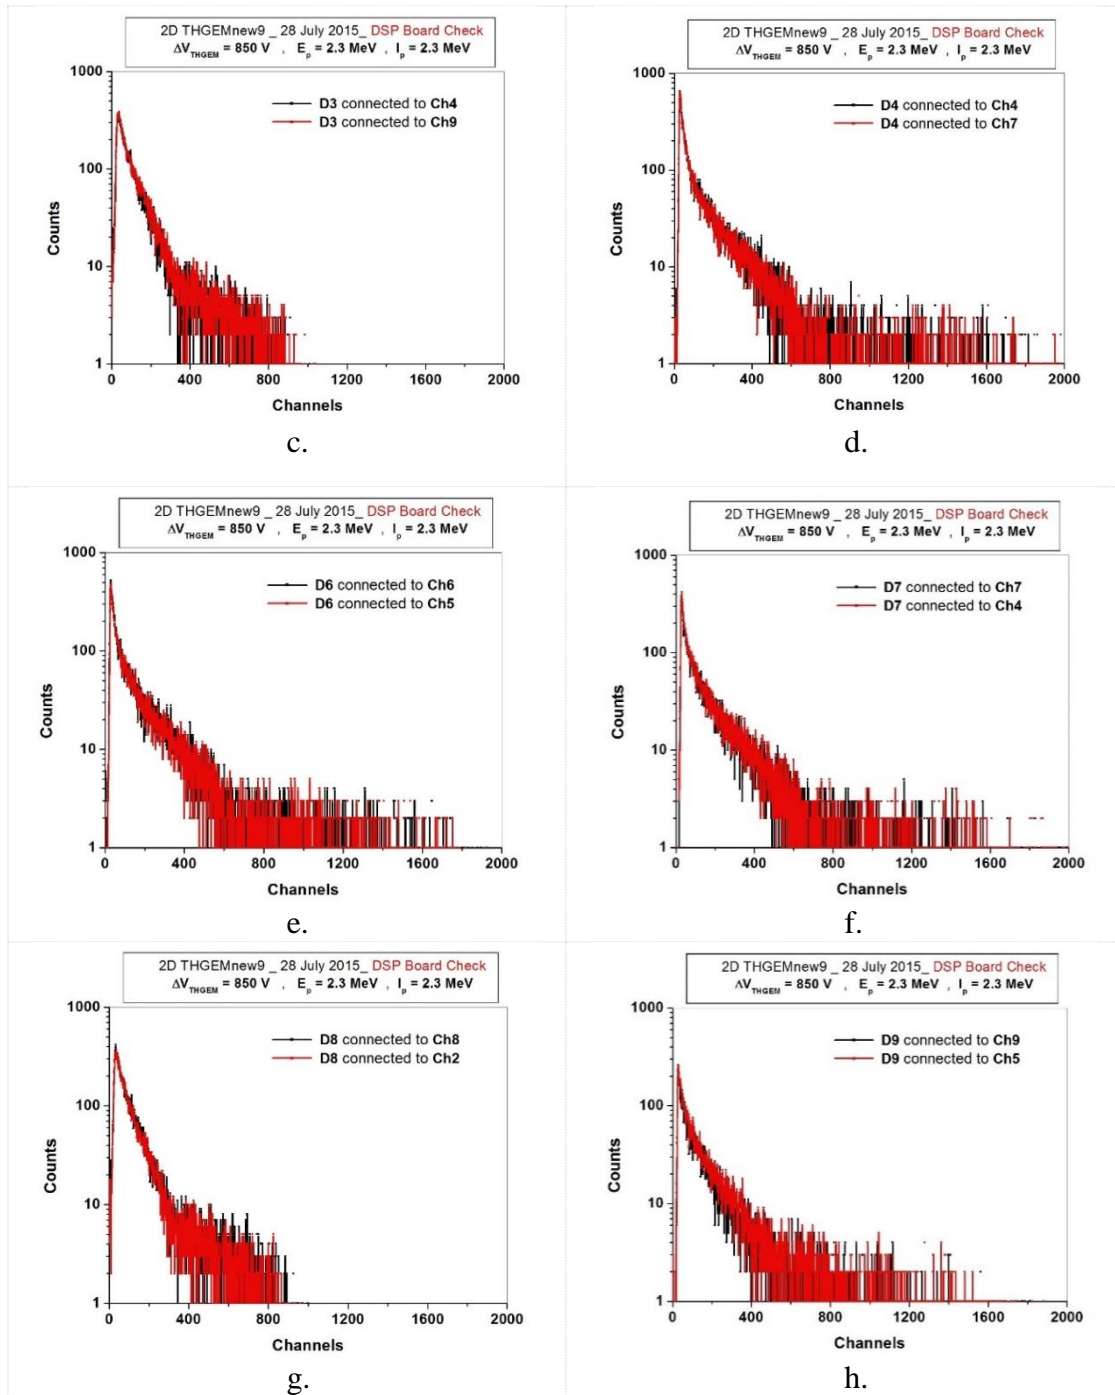 2D THGEMnew9 _ 28 July 2015_ DSP Board Check
ΔV_THGEM = 850 V , E_p = 2.3 MeV , I_p = 2.3 MeV
1000
100
10
1
Counts
D3 connected to Ch4
D3 connected to Ch9
0 400 800 1200 1600 2000
Channels
c.
2D THGEMnew9 _ 28 July 2015_ DSP Board Check
ΔV_THGEM = 850 V , E_p = 2.3 MeV , I_p = 2.3 MeV
1000
100
10
1
Counts
D4 connected to Ch4
D4 connected to Ch7
0 400 800 1200 1600 2000
Channels
d.
2D THGEMnew9 _ 28 July 2015_ DSP Board Check
ΔV_THGEM = 850 V , E_p = 2.3 MeV , I_p = 2.3 MeV
1000
100
10
1
Counts
D6 connected to Ch6
D6 connected to Ch5
0 400 800 1200 1600 2000
Channels
e.
2D THGEMnew9 _ 28 July 2015_ DSP Board Check
ΔV_THGEM = 850 V , E_p = 2.3 MeV , I_p = 2.3 MeV
1000
100
10
1
Counts
D7 connected to Ch7
D7 connected to Ch4
0 400 800 1200 1600 2000
Channels
f.
2D THGEMnew9 _ 28 July 2015_ DSP Board Check
ΔV_THGEM = 850 V , E_p = 2.3 MeV , I_p = 2.3 MeV
1000
100
10
1
Counts
D8 connected to Ch8
D8 connected to Ch2
0 400 800 1200 1600 2000
Channels
g.
2D THGEMnew9 _ 28 July 2015_ DSP Board Check
ΔV_THGEM = 850 V , E_p = 2.3 MeV , I_p = 2.3 MeV
1000
100
10
1
Counts
D9 connected to Ch9
D9 connected to Ch5
0 400 800 1200 1600 2000
Channels
h.